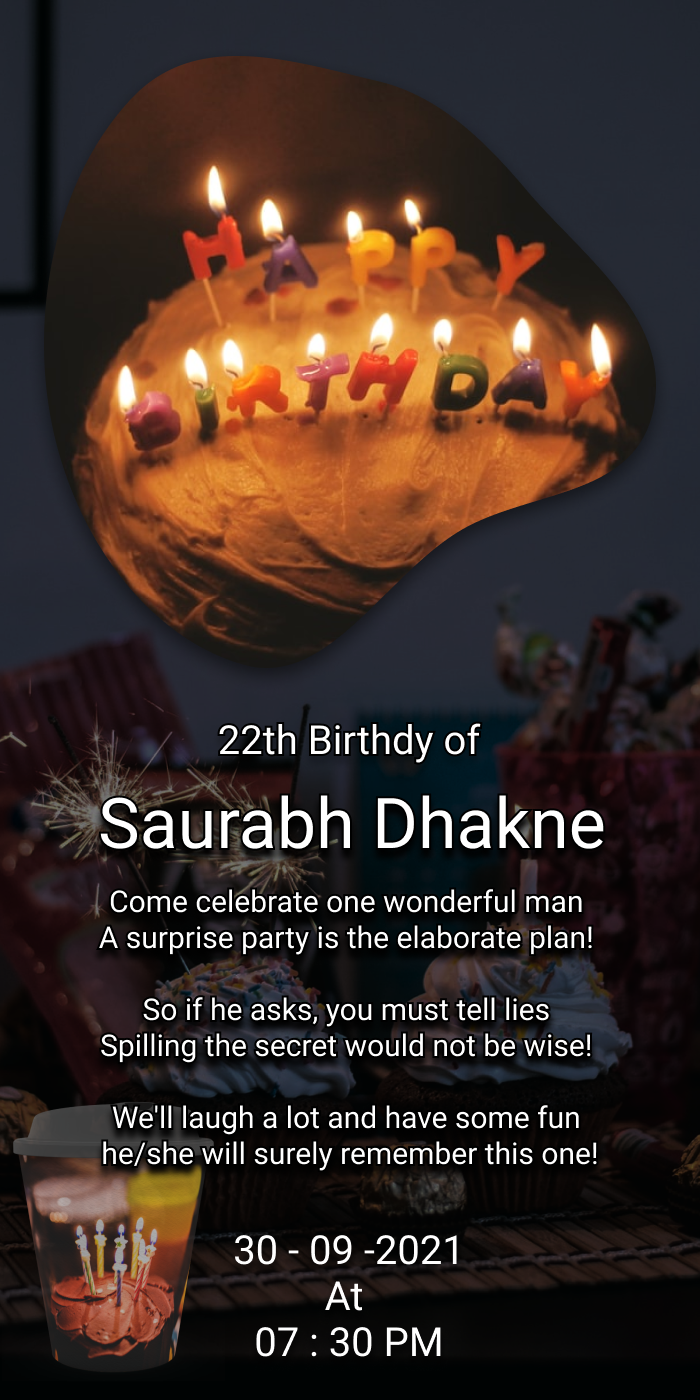 HAPPY
BIRTHDAY
22th Birthdy of
Saurabh Dhakne
Come celebrate one wonderful man
A surprise party is the elaborate plan!
So if he asks, you must tell lies
Spilling the secret would not be wise!
We'll laugh a lot and have some fun
he/she will surely remember this one!
30 - 09 -2021
At
07 : 30 PM